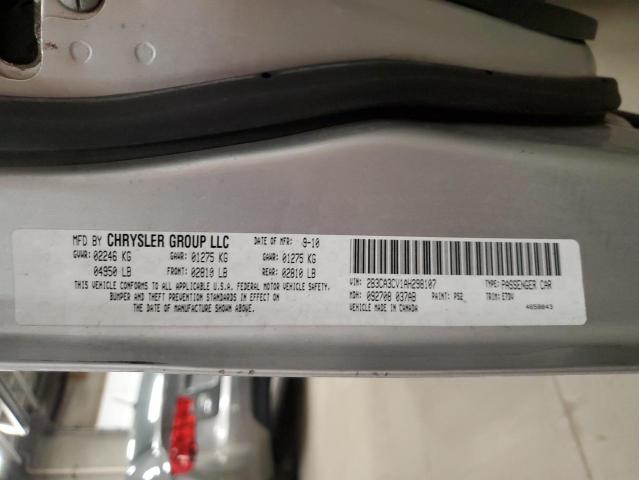 MFD BY CHRYSLER GROUP LLC DATE OF MFR: 9-10
GVWR: 02246 KG GAWR: 01275 KG GAWR: 01275 KG
04950 LB FRONT: 02810 LB REAR: 02810 LB
THIS VEHICLE CONFORMS TO ALL APPLICABLE U.S.A. FEDERAL MOTOR VEHICLE SAFETY,
BUMPER AND THEFT PREVENTION STANDARDS IN EFFECT ON
THE DATE OF MANUFACTURE SHOWN ABOVE.
VIN: 2B3CA3CV1AH298107 TYPE: PASSENGER CAR
MDH: 092708 037AB PAINT: PS2 TRIM: E7DV
VEHICLE MADE IN CANADA 4658043